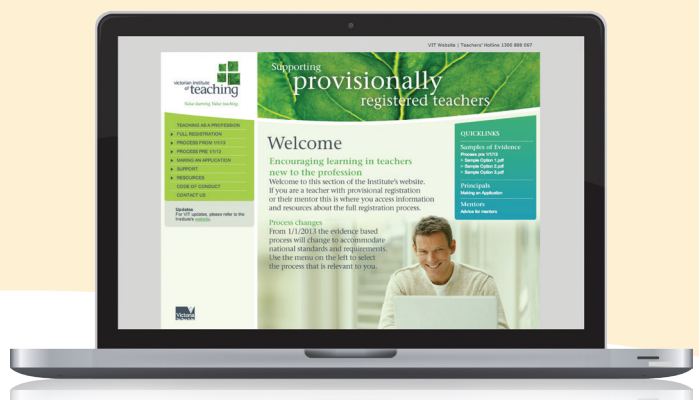 VIT Website | Teachers' Hotline 1300 888 067
victorian institute
of teaching
Value learning, Value teaching
Supporting
provisionally
registered teachers
TEACHING AS A PROFESSION
FULL REGISTRATION
PROCESS FROM 1/1/13
PROCESS PRE 1/1/13
MAKING AN APPLICATION
SUPPORT
RESOURCES
CODE OF CONDUCT
CONTACT US
Updates
For VIT updates, please refer to the
Institute's website.
Welcome
Encouraging learning in teachers
new to the profession
Welcome to this section of the Institute's website.
If you are a teacher with provisional registration
or their mentor this is where you access information
and resources about the full registration process.
Process changes
From 1/1/2013 the evidence based
process will change to accommodate
national standards and requirements.
Use the menu on the left to select
the process that is relevant to you.
QUICKLINKS
Samples of Evidence
Process pre 1/1/13
> Sample Option 1.pdf
> Sample Option 2.pdf
> Sample Option 3.pdf
Principals
Making an Application
Mentors
Advice for mentors
Victoria